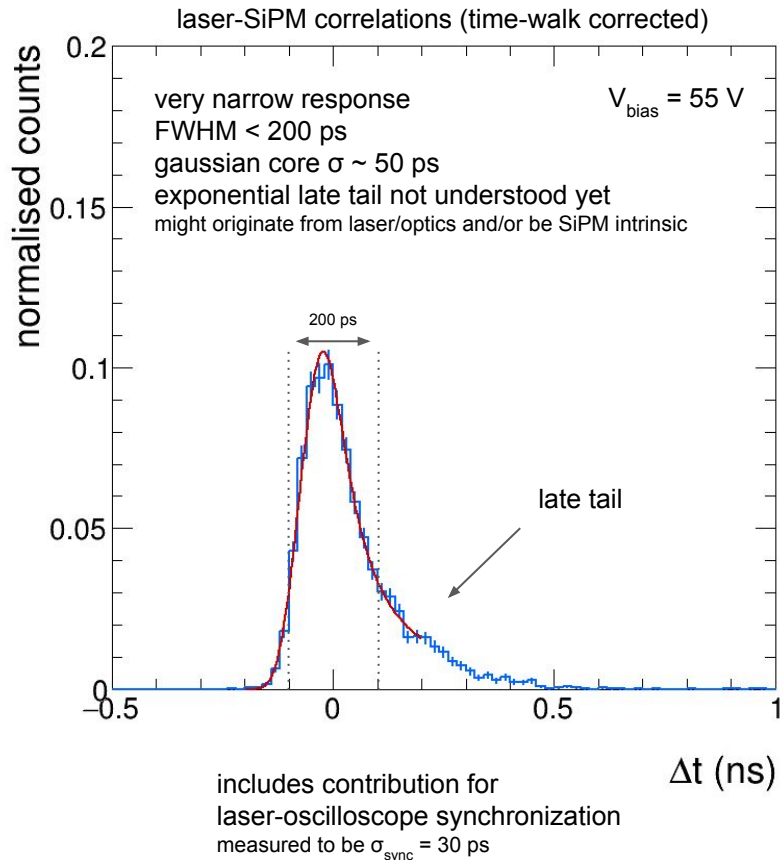 laser-SiPM correlations (time-walk corrected)
normalised counts
0.2
0.15
0.1
0.05
0
very narrow response
FWHM < 200 ps
gaussian core σ ~ 50 ps
exponential late tail not understood yet
might originate from laser/optics and/or be SiPM intrinsic
V_bias = 55 V
200 ps
late tail
−0.5
0
0.5
1
Δt (ns)
includes contribution for
laser-oscilloscope synchronization
measured to be σ_sync = 30 ps